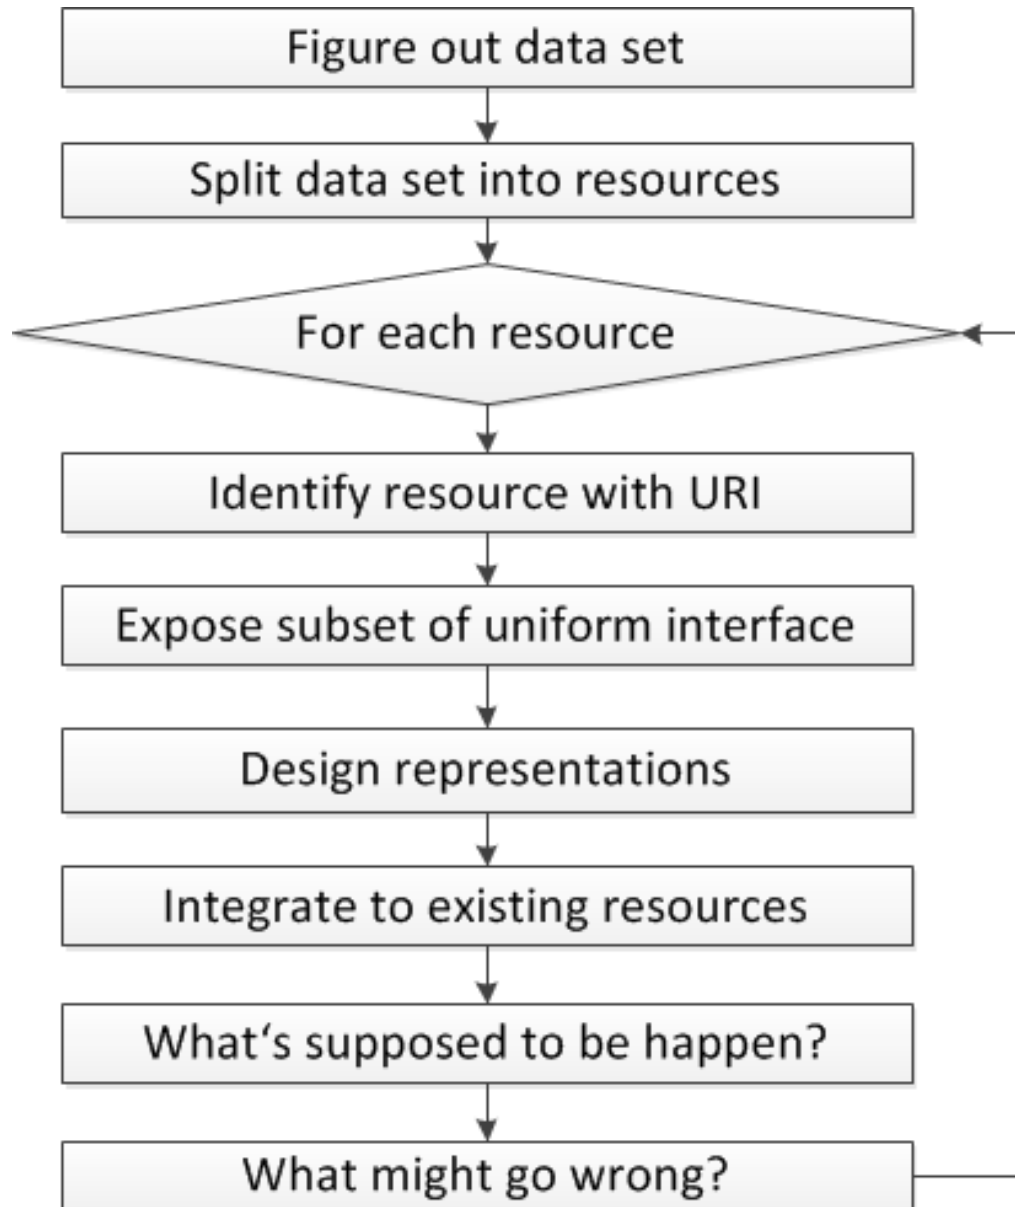 Figure out data set
Split data set into resources
For each resource
Identify resource with URI
Expose subset of uniform interface
Design representations
Integrate to existing resources
What‘s supposed to be happen?
What might go wrong?